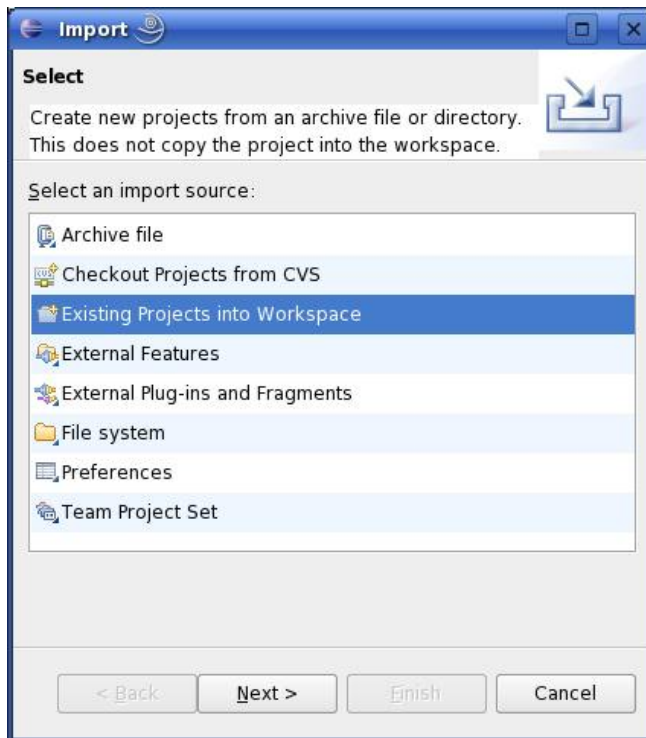 Import
Select
Create new projects from an archive file or directory.
This does not copy the project into the workspace.
Select an import source:
Archive file
Checkout Projects from CVS
Existing Projects into Workspace
External Features
External Plug-ins and Fragments
File system
Preferences
Team Project Set
< Back Next > Finish Cancel